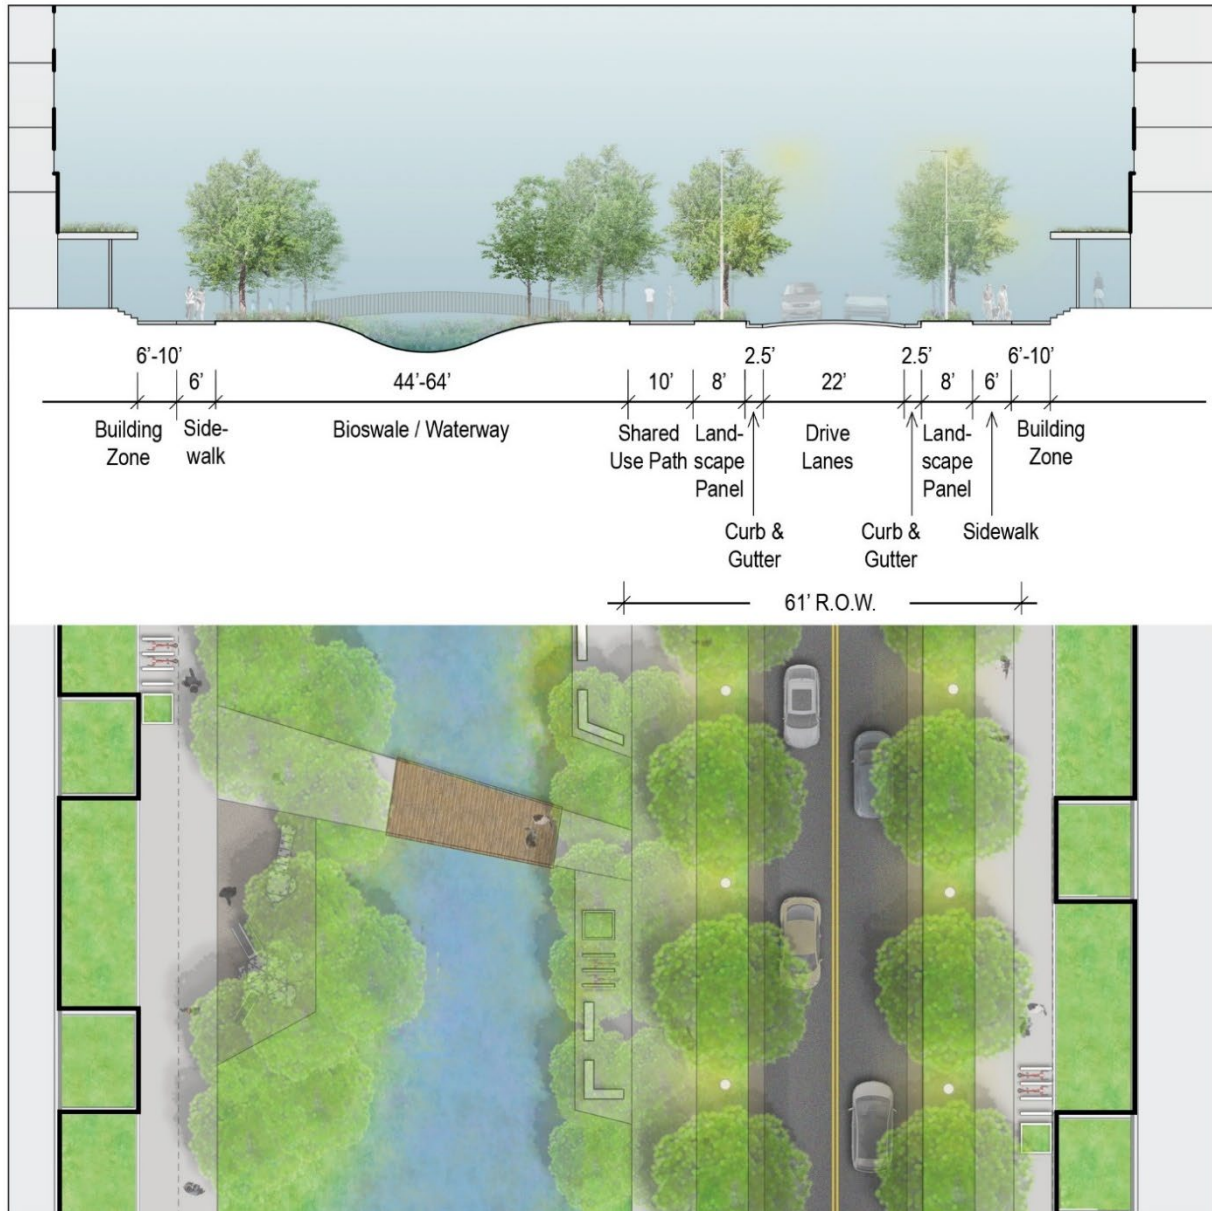 6'-10'
2.5'
2.5'
6'-10'
6'
44'-64'
10'
8'
22'
8'
6'
Building
Zone
Side-
walk
Bioswale / Waterway
Shared
Use Path
Land-
scape
Panel
Drive
Lanes
Land-
scape
Panel
Building
Zone
Curb &
Gutter
Curb &
Gutter
Sidewalk
61' R.O.W.